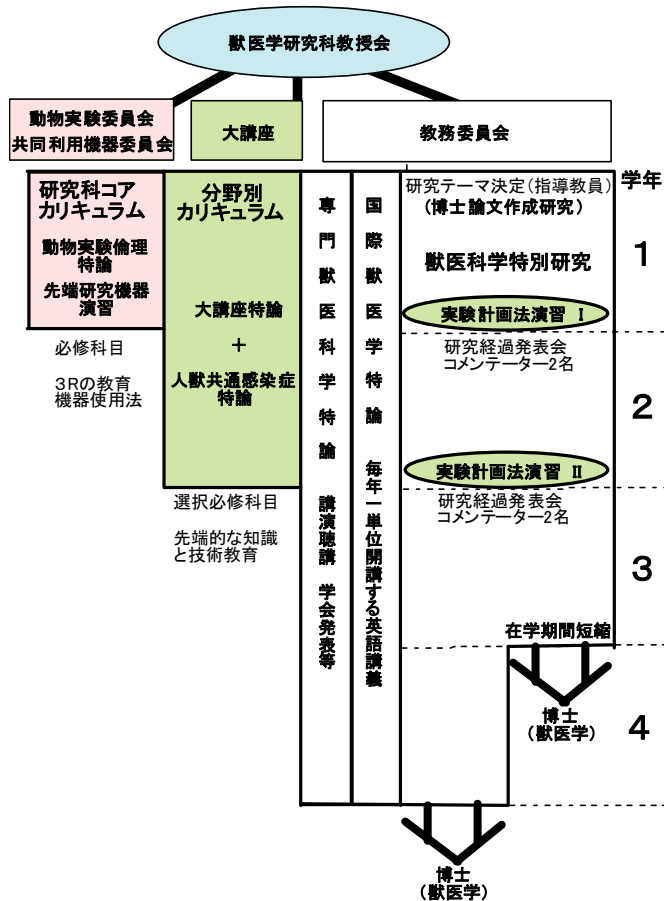 獣医学研究科教授会
動物実験委員会
共同利用機器委員会
大講座
教務委員会
学年
研究科コア
カリキュラム
動物実験倫理
特論
先端研究機器
演習
必修科目
3Rの教育
機器使用法
分野別
カリキュラム
大講座特論
+
人獣共通感染症
特論
選択必修科目
先端的な知識
と技術教育
専門獣医科学特論 講演聴講 学会発表等
国際獣医学特論 毎年一単位開講する英語講義
研究テーマ決定(指導教員)
(博士論文作成研究)
獣医科学特別研究
実験計画法演習 I
1
研究経過発表会
コメンテーター2名
2
実験計画法演習 II
研究経過発表会
コメンテーター2名
3
在学期間短縮
博士
(獣医学)
4
博士
(獣医学)